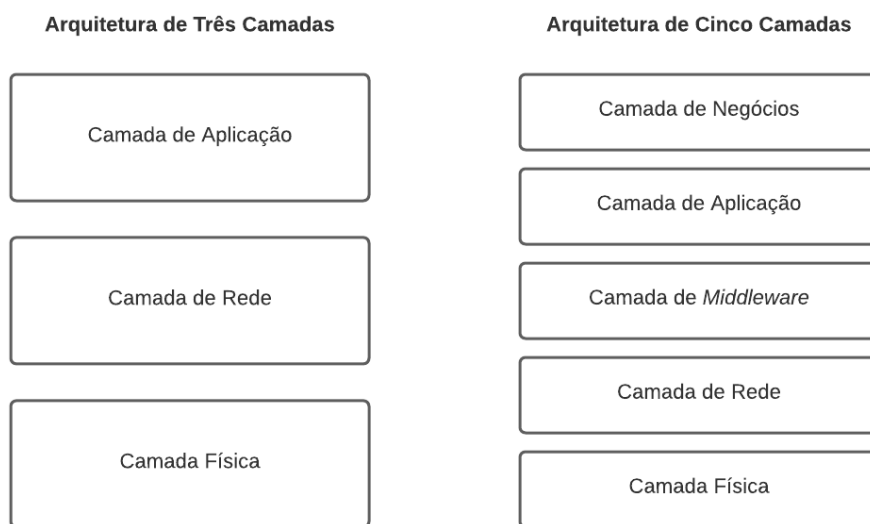 Arquitetura de Três Camadas
Camada de Aplicação
Camada de Rede
Camada Física
Arquitetura de Cinco Camadas
Camada de Negócios
Camada de Aplicação
Camada de Middleware
Camada de Rede
Camada Física